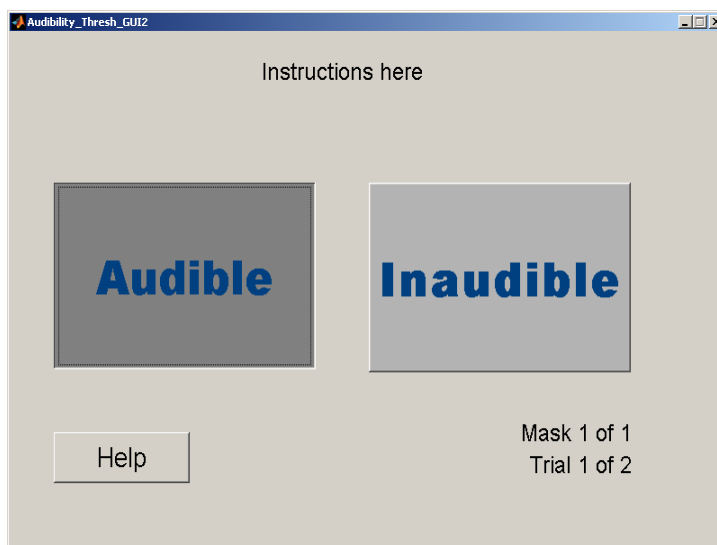 Audibility_Thresh_GUI2
Instructions here
Audible
Inaudible
Help
Mask 1 of 1
Trial 1 of 2